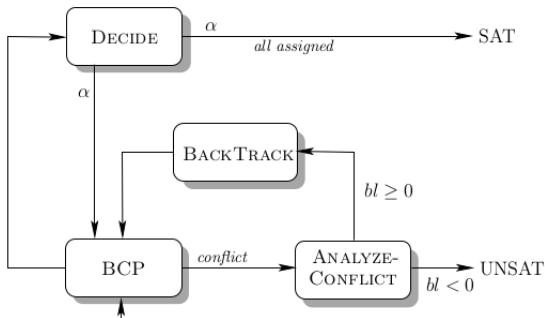 DECIDE
α
all assigned
SAT
α
BACKTRACK
bl ≥ 0
BCP
conflict
ANALYZE-
CONFLICT
bl < 0
UNSAT